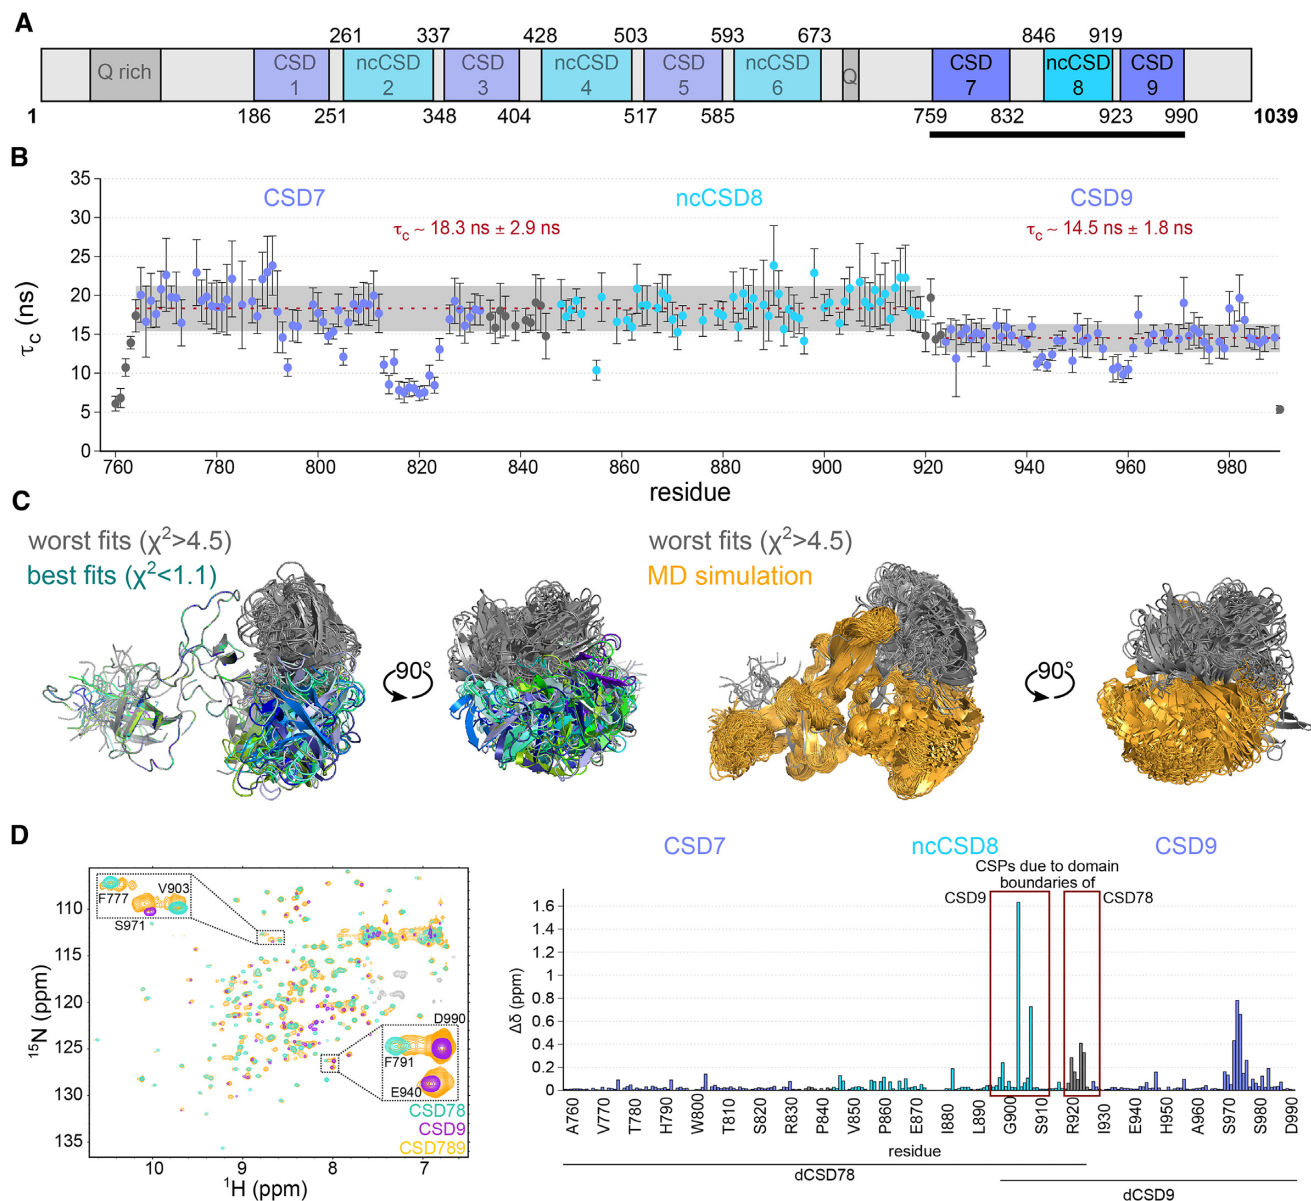 A
261 337 428 503 593 673 846 919
Q rich
CSD 1
ncCSD 2
CSD 3
ncCSD 4
CSD 5
ncCSD 6
Q
CSD 7
ncCSD 8
CSD 9
1 186 251 348 404 517 585 759 832 923 990 1039
B
τc (ns)
35
30
25
20
15
10
5
0
CSD7 ncCSD8 CSD9
τc ~ 18.3 ns ± 2.9 ns
τc ~ 14.5 ns ± 1.8 ns
760 780 800 820 840 860 880 900 920 940 960 980
residue
C
worst fits (χ²>4.5)
best fits (χ²<1.1)
90°
worst fits (χ²>4.5)
MD simulation
90°
D
110
115
120
125
130
135
¹⁵N (ppm)
V903
F777
S971
D990
F791
E940
CSD78
CSD9
CSD789
10 9 8 7
¹H (ppm)
CSD7 ncCSD8 CSD9
CSPs due to domain
boundaries of
CSD9 CSD78
Δδ (ppm)
1.6
1.4
1.2
1
0.8
0.6
0.4
0.2
0
A760 V770 T780 H790 W800 T810 S820 R830 P840 V850 P860 E870 I880 L890 G900 S910 R920 I930 E940 H950 A960 S970 S980 D990
residue
dCSD78
dCSD9